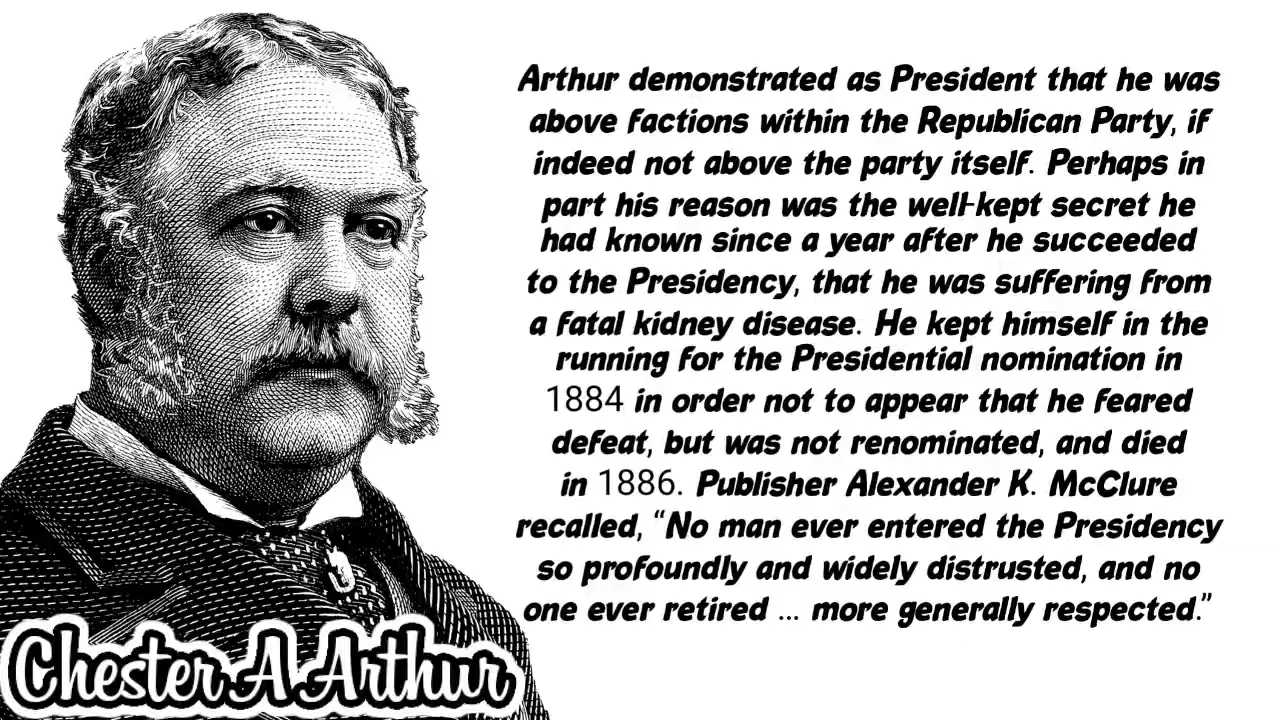 Arthur demonstrated as President that he was
above factions within the Republican Party, if
indeed not above the party itself. Perhaps in
part his reason was the well-kept secret he
had known since a year after he succeeded
to the Presidency, that he was suffering from
a fatal kidney disease. He kept himself in the
running for the Presidential nomination in
1884 in order not to appear that he feared
defeat, but was not renominated, and died
in 1886. Publisher Alexander K. McClure
recalled, “No man ever entered the Presidency
so profoundly and widely distrusted, and no
one ever retired ... more generally respected.”
Chester A Arthur